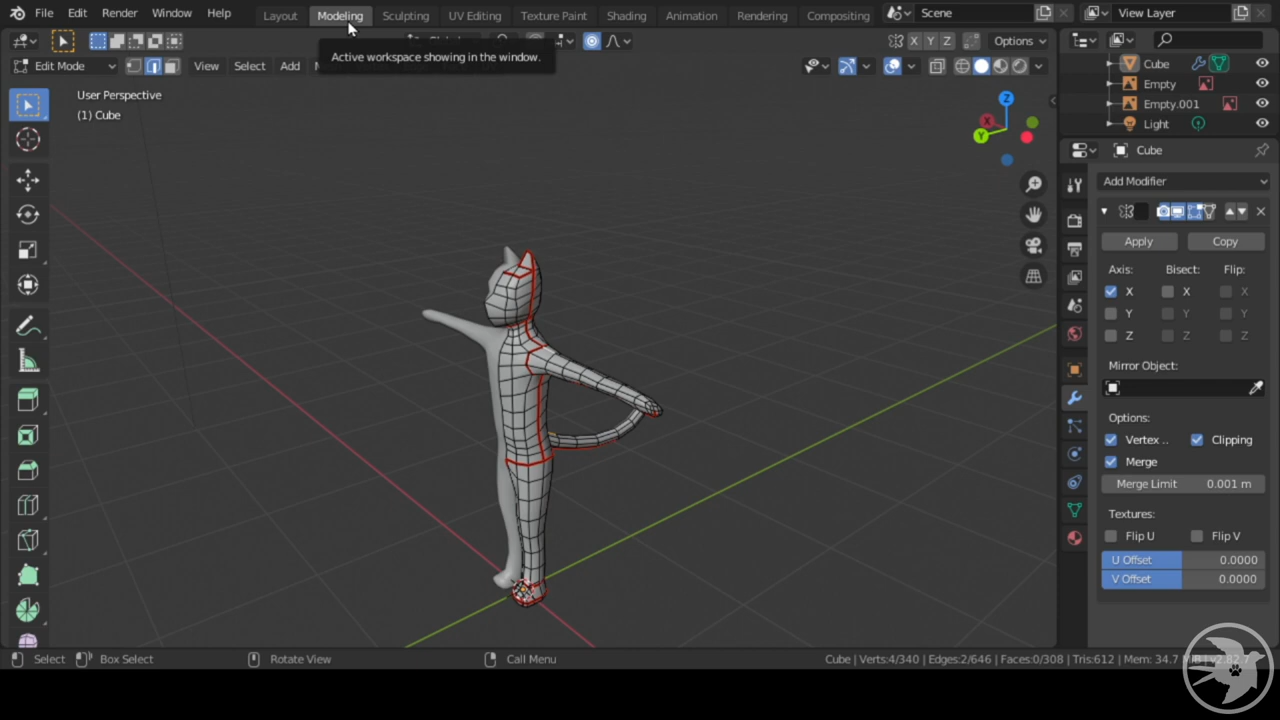 File Edit Render Window Help Layout Modeling Sculpting UV Editing Texture Paint Shading Animation Rendering Compositing Scene View Layer
X Y Z Options
Active workspace showing in the window.
Edit Mode View Select Add
User Perspective
(1) Cube
Cube
Empty
Empty.001
Light
Z
X
Y
Cube
Add Modifier
Apply Copy
Axis: Bisect: Flip:
X X X
Y Y Y
Z Z Z
Mirror Object:
Options:
Vertex .. Clipping
Merge
Merge Limit 0.001 m
Textures:
Flip U Flip V
U Offset 0.0000
V Offset 0.0000
Select Box Select Rotate View Call Menu Cube | Verts:4/340 | Edges:2/646 | Faces:0/308 | Tris:612 | Mem: 34.7